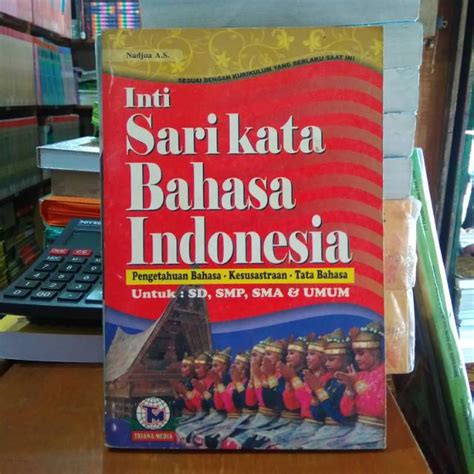 Nadjua A.S.
SESUAI DENGAN KURIKULUM YANG BERLAKU SAAT INI
Inti
Sari kata
Bahasa
Indonesia
Pengetahuan Bahasa - Kesusastraan - Tata Bahasa
Untuk : SD, SMP, SMA & UMUM
TM
TRIANA MEDIA